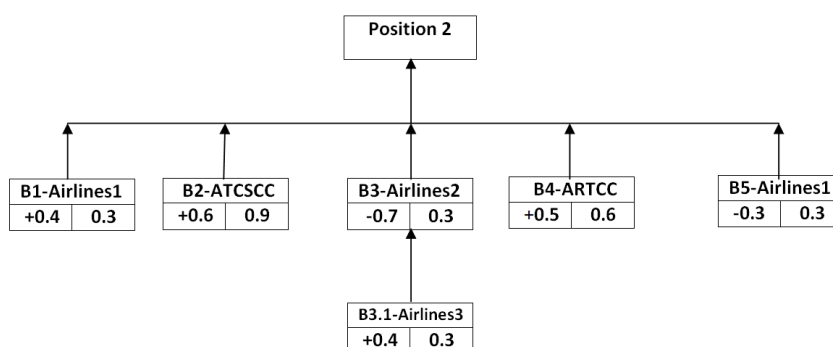 Position 2
B1-Airlines1
+0.4 0.3
B2-ATCSCC
+0.6 0.9
B3-Airlines2
-0.7 0.3
B4-ARTCC
+0.5 0.6
B5-Airlines1
-0.3 0.3
B3.1-Airlines3
+0.4 0.3